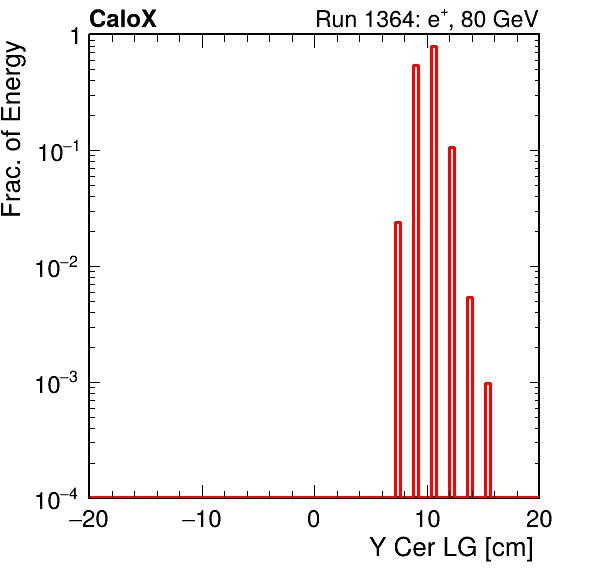 CaloX Run 1364: e⁺, 80 GeV
Frac. of Energy
1
10⁻¹
10⁻²
10⁻³
10⁻⁴
−20 −10 0 10 20
Y Cer LG [cm]